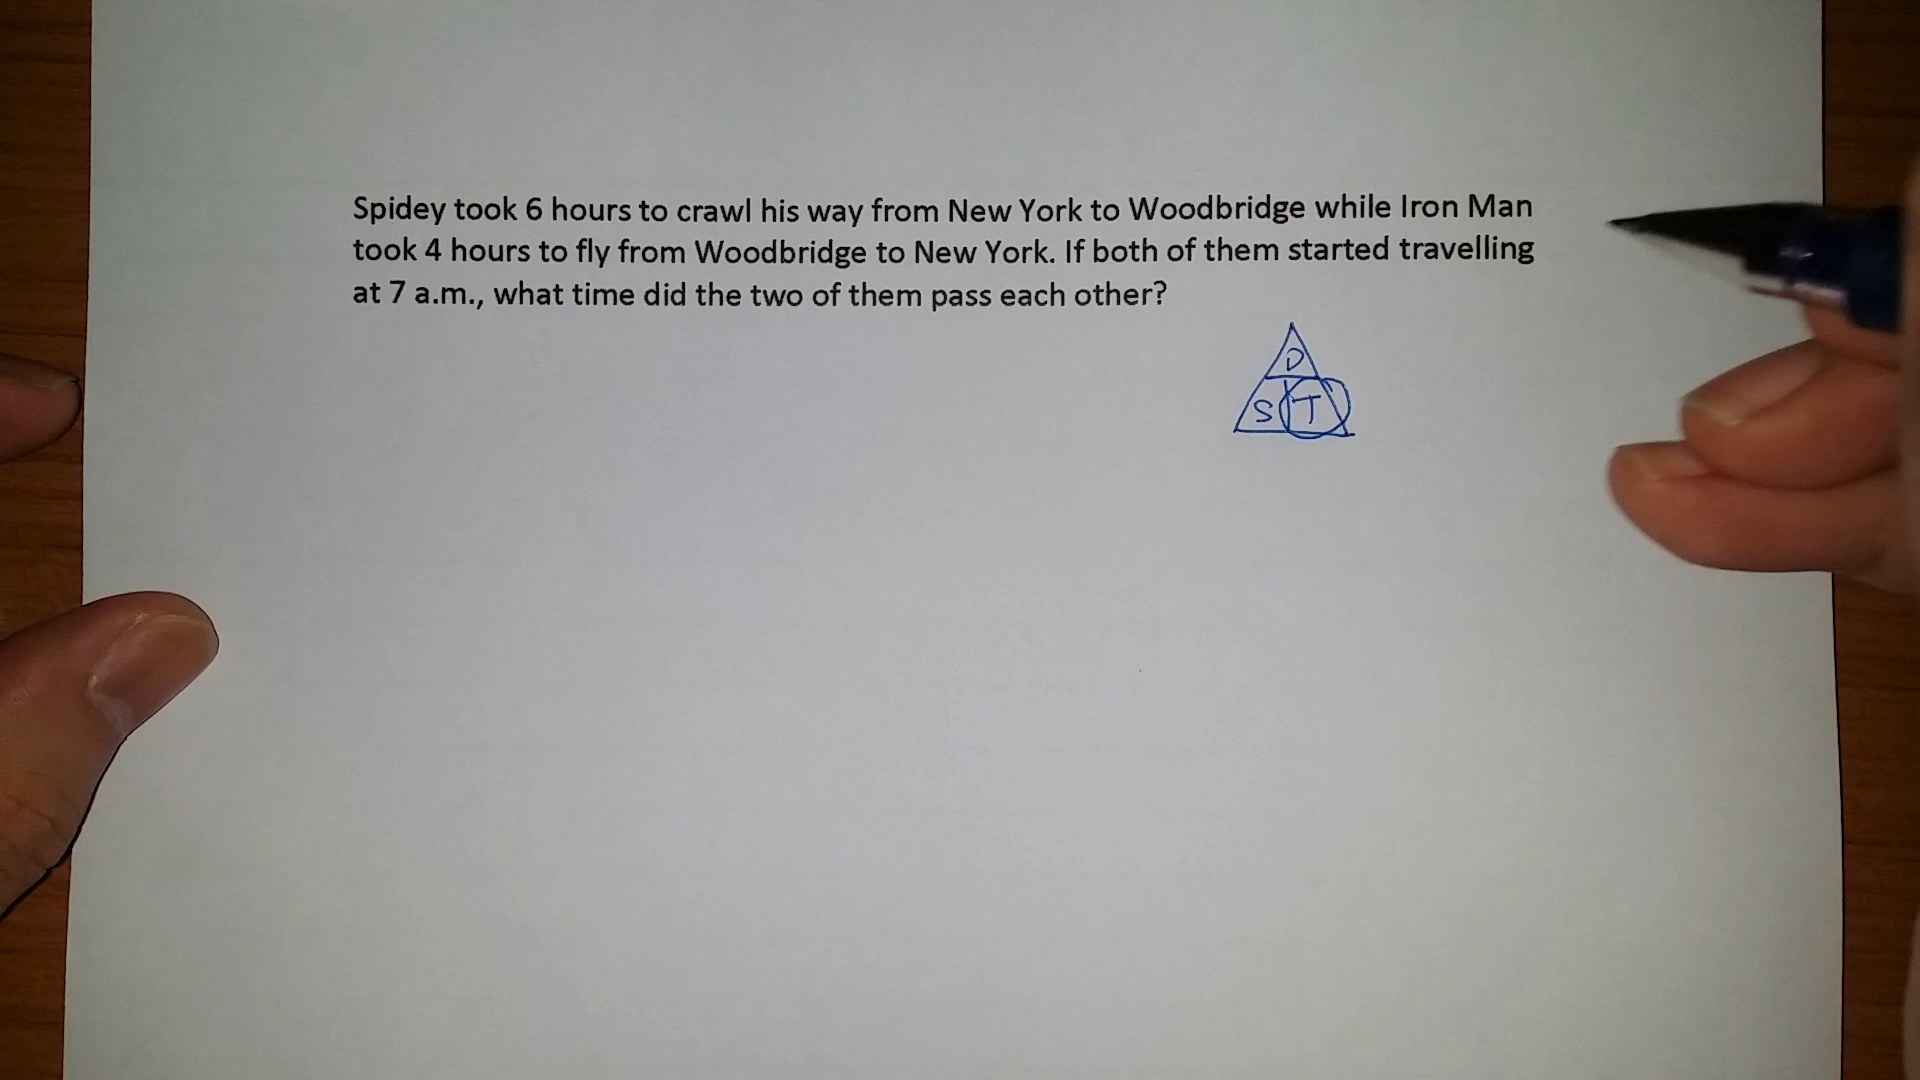 Spidey took 6 hours to crawl his way from New York to Woodbridge while Iron Man
took 4 hours to fly from Woodbridge to New York. If both of them started travelling
at 7 a.m., what time did the two of them pass each other?
D
S T